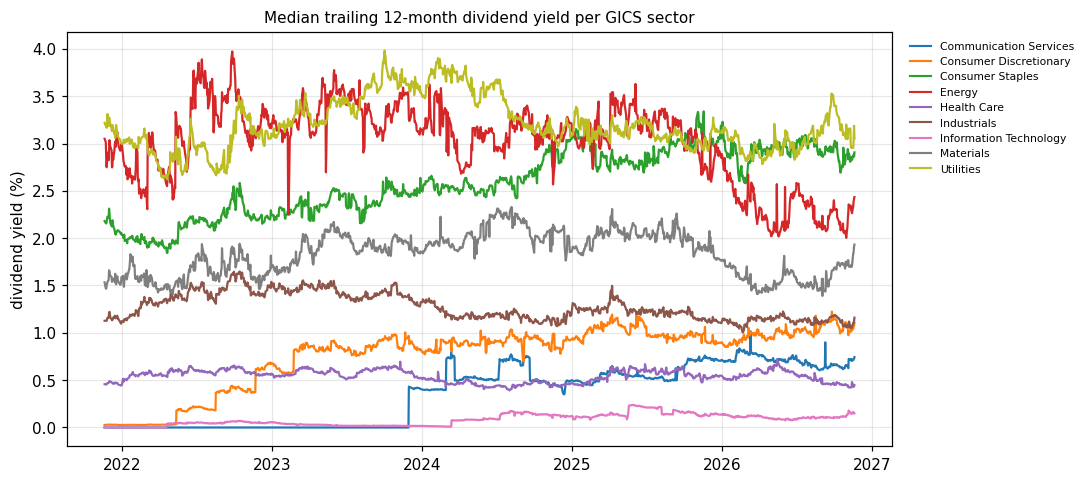 Median trailing 12-month dividend yield per GICS sector
dividend yield (%)
4.0
3.5
3.0
2.5
2.0
1.5
1.0
0.5
0.0
2022
2023
2024
2025
2026
2027
Communication Services
Consumer Discretionary
Consumer Staples
Energy
Health Care
Industrials
Information Technology
Materials
Utilities